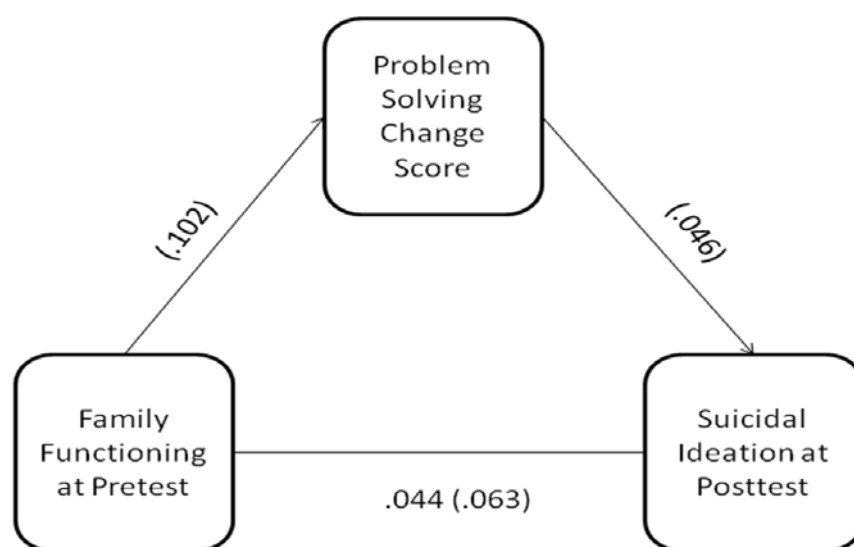 Problem
Solving
Change
Score
(.102)
(.046)
Family
Functioning
at Pretest
.044 (.063)
Suicidal
Ideation at
Posttest